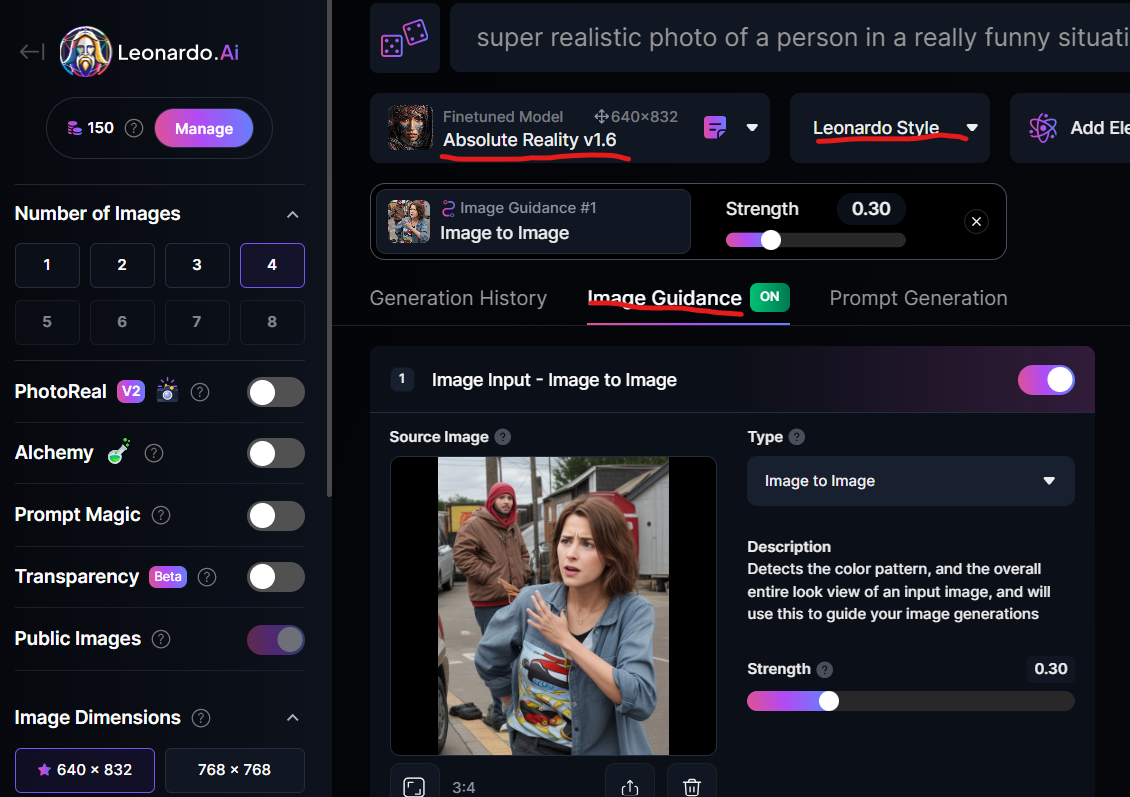 Leonardo.Ai
150 ? Manage
Number of Images
1 2 3 4
5 6 7 8
PhotoReal V2 ?
Alchemy ?
Prompt Magic ?
Transparency Beta ?
Public Images ?
Image Dimensions ?
640 × 832 768 × 768
super realistic photo of a person in a really funny situati
Finetuned Model 640×832
Absolute Reality v1.6
Leonardo Style
Add Ele
Image Guidance #1
Image to Image
Strength 0.30
Generation History Image Guidance ON Prompt Generation
1 Image Input - Image to Image
Source Image ?
3:4
Type ?
Image to Image
Description
Detects the color pattern, and the overall
entire look view of an input image, and will
use this to guide your image generations
Strength ? 0.30